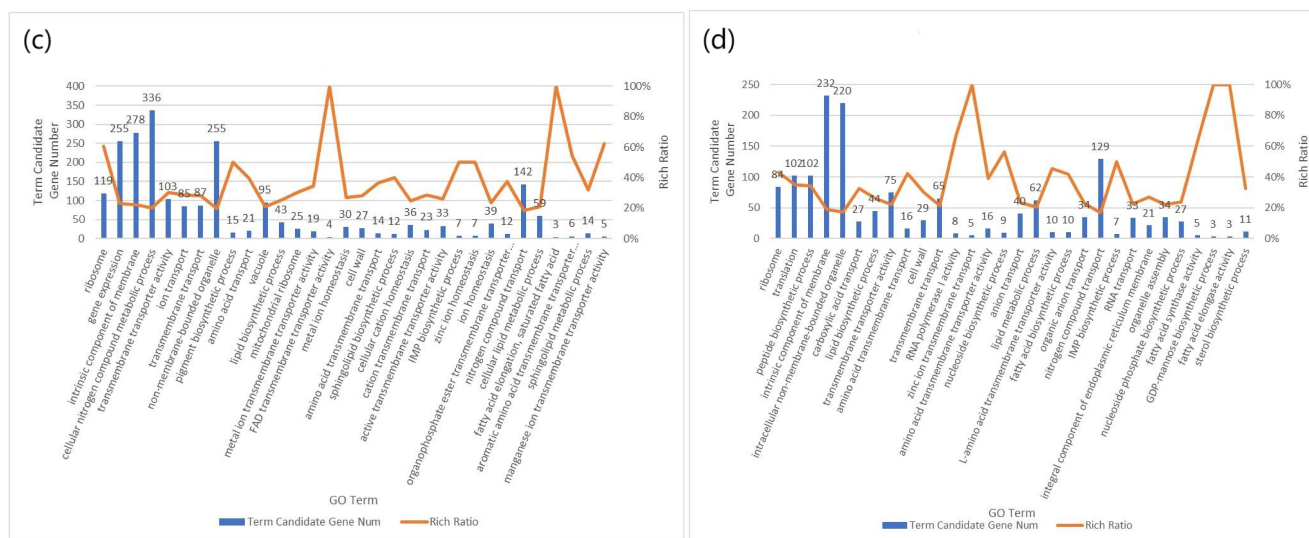 (c)
400
350
300
250
200
150
100
50
0
Term Candidate
Gene Number
119
255
278
336
103
85
87
255
15
21
95
43
25
19
4
30
27
14
12
36
23
33
7
7
39
12
142
59
3
6
14
5
100%
80%
60%
40%
20%
0%
Rich Ratio
ribosome
gene expression
intrinsic component of membrane
cellular nitrogen compound metabolic process
transmembrane transporter activity
ion transport
transmembrane transport
non-membrane-bounded organelle
pigment biosynthetic process
amino acid transport
vacuole
lipid biosynthetic process
mitochondrial ribosome
metal ion transmembrane transporter activity
FAD transmembrane transporter activity
metal ion homeostasis
cell wall
amino acid transmembrane transport
sphingolipid biosynthetic process
cellular cation homeostasis
cation transmembrane transport
active transmembrane transporter activity
IMP biosynthetic process
zinc ion homeostasis
ion homeostasis
organophosphate ester transmembrane transporter...
nitrogen compound transport
cellular lipid metabolic process
fatty acid elongation, saturated fatty acid
aromatic amino acid transmembrane transporter...
sphingolipid metabolic process
manganese ion transmembrane transporter activity
GO Term
Term Candidate Gene Num
Rich Ratio
(d)
250
200
150
100
50
0
Term Candidate
Gene Number
84
102
102
232
220
27
44
75
16
29
65
8
5
16
9
40
62
10
10
34
129
7
33
21
34
27
5
3
3
11
100%
80%
60%
40%
20%
0%
Rich Ratio
ribosome
translation
peptide biosynthetic process
intrinsic component of membrane
intracellular non-membrane-bounded organelle
carboxylic acid transport
lipid biosynthetic process
transmembrane transporter activity
amino acid transmembrane transport
cell wall
transmembrane transport
RNA polymerase I activity
zinc ion transmembrane transport
amino acid transmembrane transporter activity
nucleoside biosynthetic process
anion transport
lipid metabolic process
L-amino acid transmembrane transporter activity
fatty acid biosynthetic process
organic anion transport
nitrogen compound transport
IMP biosynthetic process
RNA transport
integral component of endoplasmic reticulum membrane
organelle assembly
nucleoside phosphate biosynthetic process
fatty acid synthase activity
GDP-mannose biosynthetic process
fatty acid elongase activity
sterol biosynthetic process
GO Term
Term Candidate Gene Num
Rich Ratio